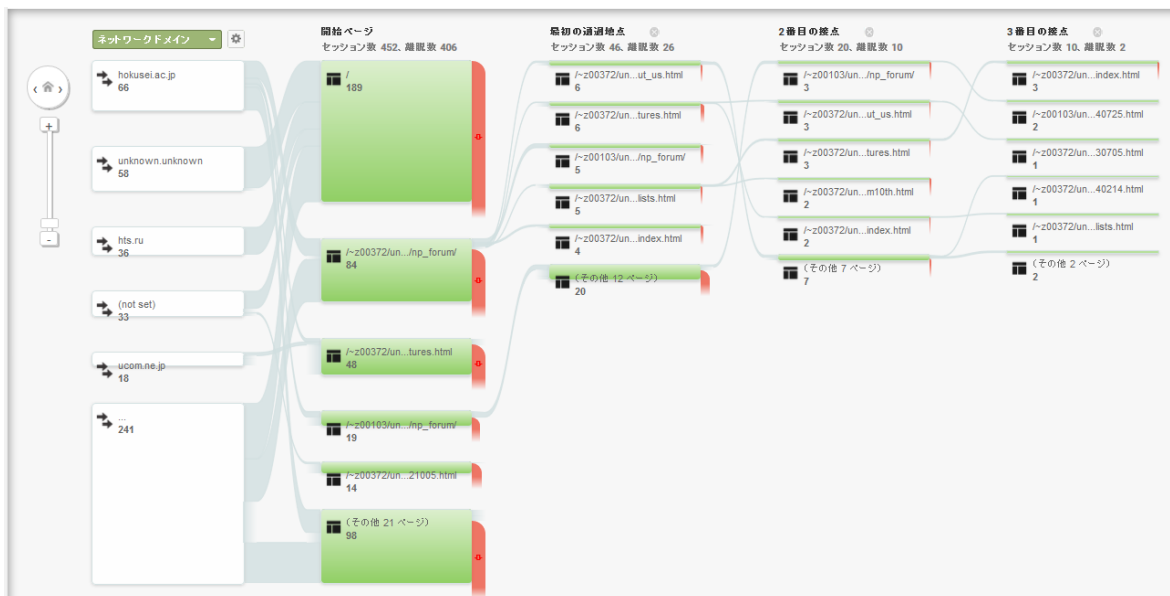 ネットワークドメイン
hokusei.ac.jp
66
unknown.unknown
58
hts.ru
36
(not set)
33
ucom.ne.jp
18
...
241
開始ページ
セッション数 452、離脱数 406
/
189
/~z00372/un.../np_forum/
84
/~z00372/un...tures.html
48
/~z00103/un.../np_forum/
19
/~z00372/un...21005.html
14
(その他 21 ページ)
98
最初の通過地点
セッション数 46、離脱数 26
/~z00372/un...ut_us.html
6
/~z00372/un...tures.html
6
/~z00103/un.../np_forum/
5
/~z00372/un...lists.html
5
/~z00372/un...index.html
4
(その他 12 ページ)
20
2番目の接点
セッション数 20、離脱数 10
/~z00103/un.../np_forum/
3
/~z00372/un...ut_us.html
3
/~z00372/un...tures.html
3
/~z00372/un...m10th.html
2
/~z00372/un...index.html
2
(その他 7 ページ)
7
3番目の接点
セッション数 10、離脱数 2
/~z00372/un...index.html
3
/~z00103/un...40725.html
2
/~z00372/un...30705.html
1
/~z00372/un...40214.html
1
/~z00372/un...lists.html
1
(その他 2 ページ)
2